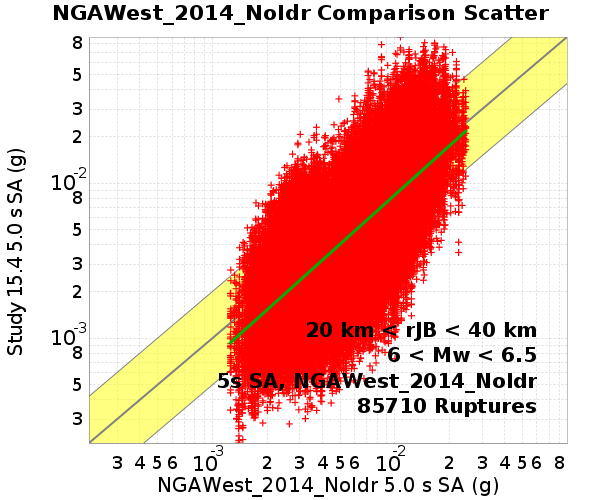 NGAWest_2014_NoIdr Comparison Scatter
Study 15.4 5.0 s SA (g)
8
5
3
2
10-2
8
5
3
2
10-3
8
5
3
20 km < rJB < 40 km
6 < Mw < 6.5
5s SA, NGAWest_2014_NoIdr
85710 Ruptures
3 4 5 6 10-3 2 3 4 5 6 10-2 2 3 4 5 6 8
NGAWest_2014_NoIdr 5.0 s SA (g)